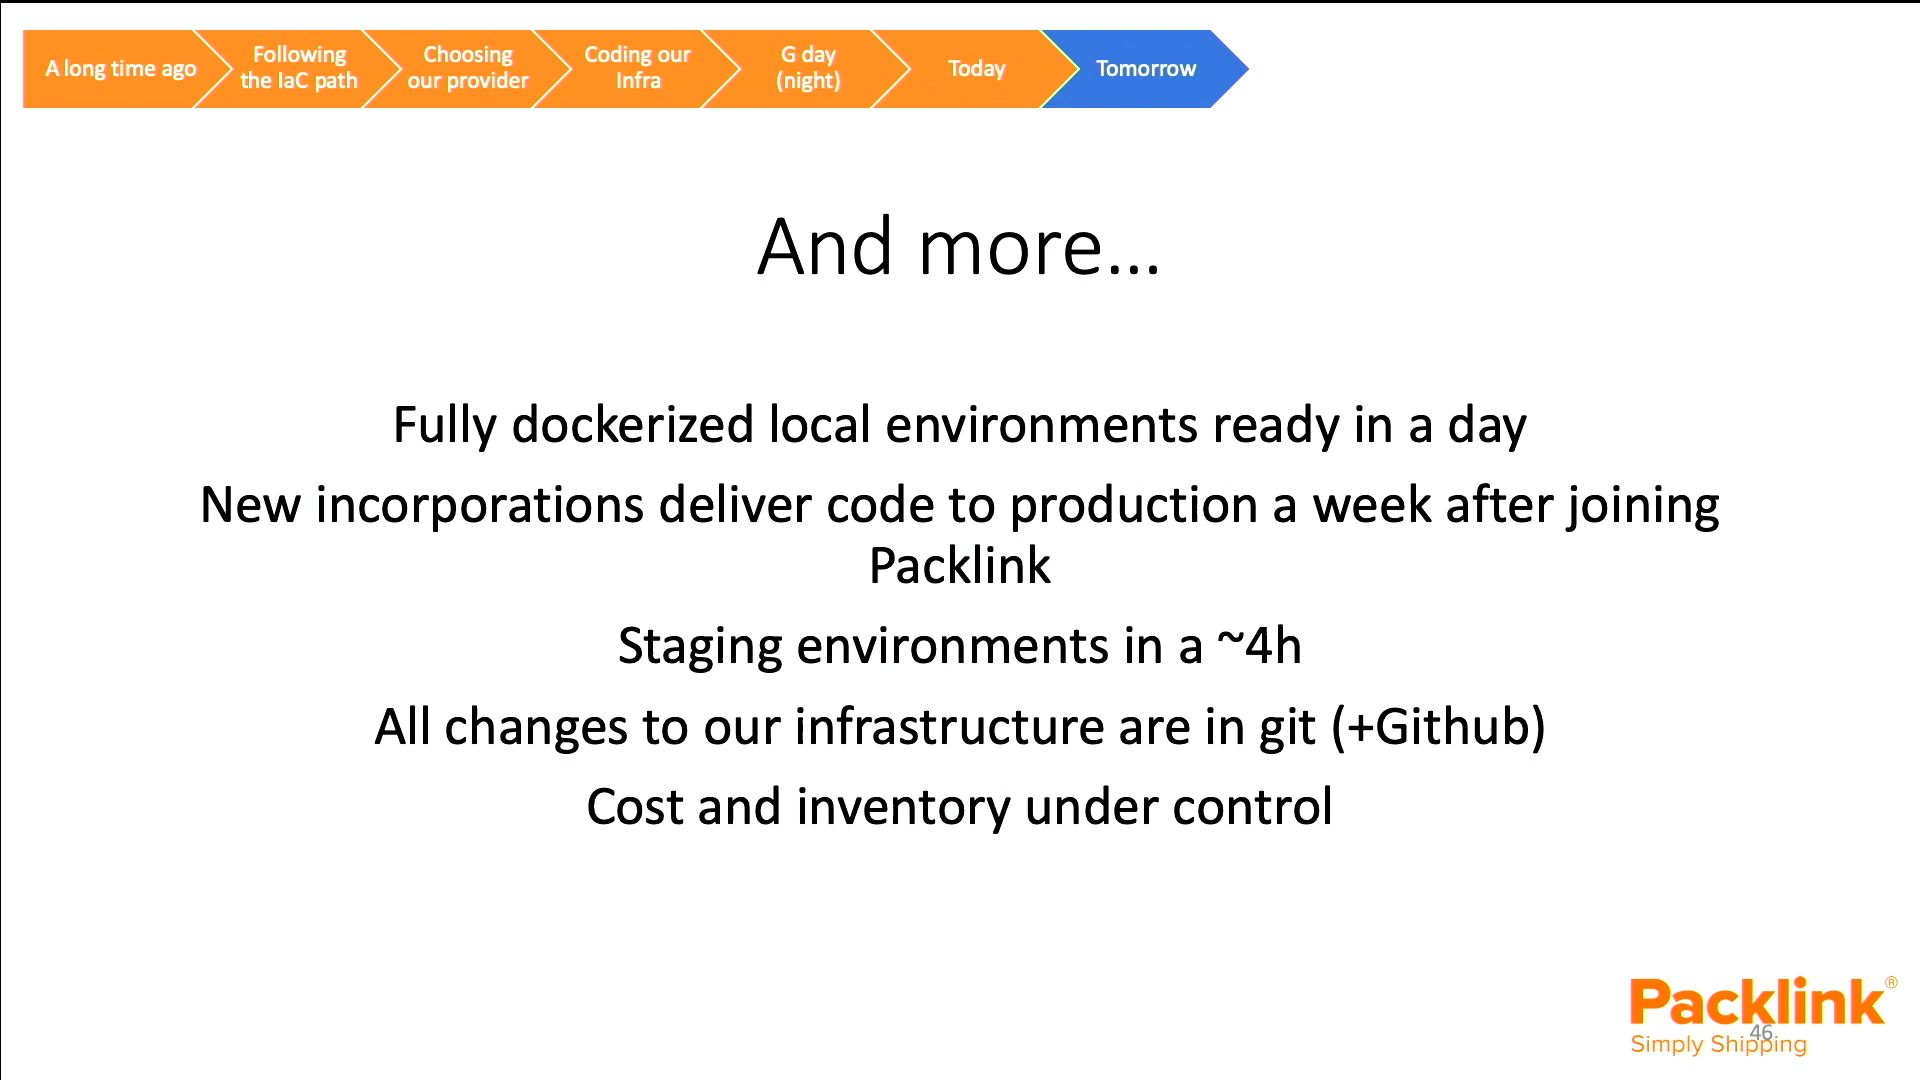 A long time ago
Following
the IaC path
Choosing
our provider
Coding our
Infra
G day
(night)
Today
Tomorrow
And more...
Fully dockerized local environments ready in a day
New incorporations deliver code to production a week after joining
Packlink
Staging environments in a ~4h
All changes to our infrastructure are in git (+Github)
Cost and inventory under control
Packlink®
46
Simply Shipping